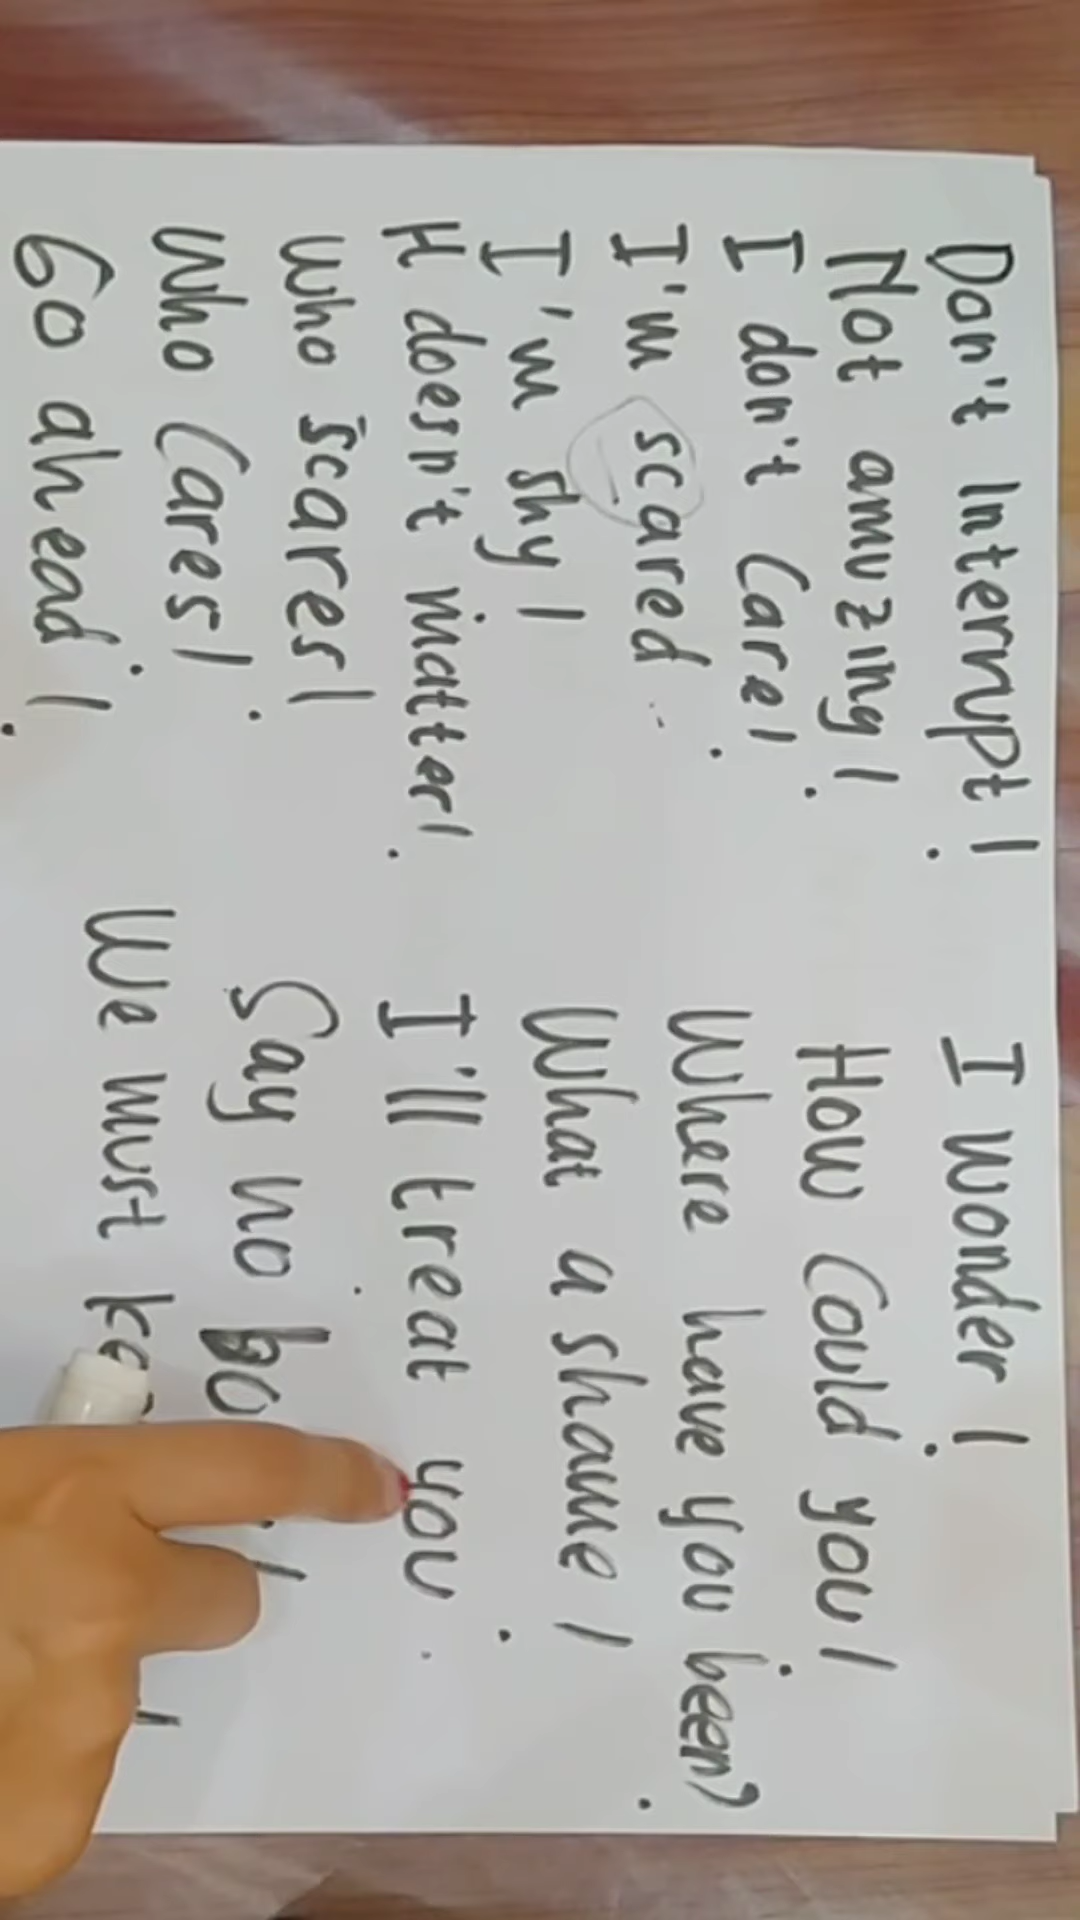 Don't Interrupt!
Not amuzing!
I don't Care!
I'm scared..
I'm shy!
It doesn't matter!
Who scares!
Who Cares!
Go ahead!
I wonder!
How Could you!
Where have you been?
What a shame!
I'll treat you.
Say no
We must